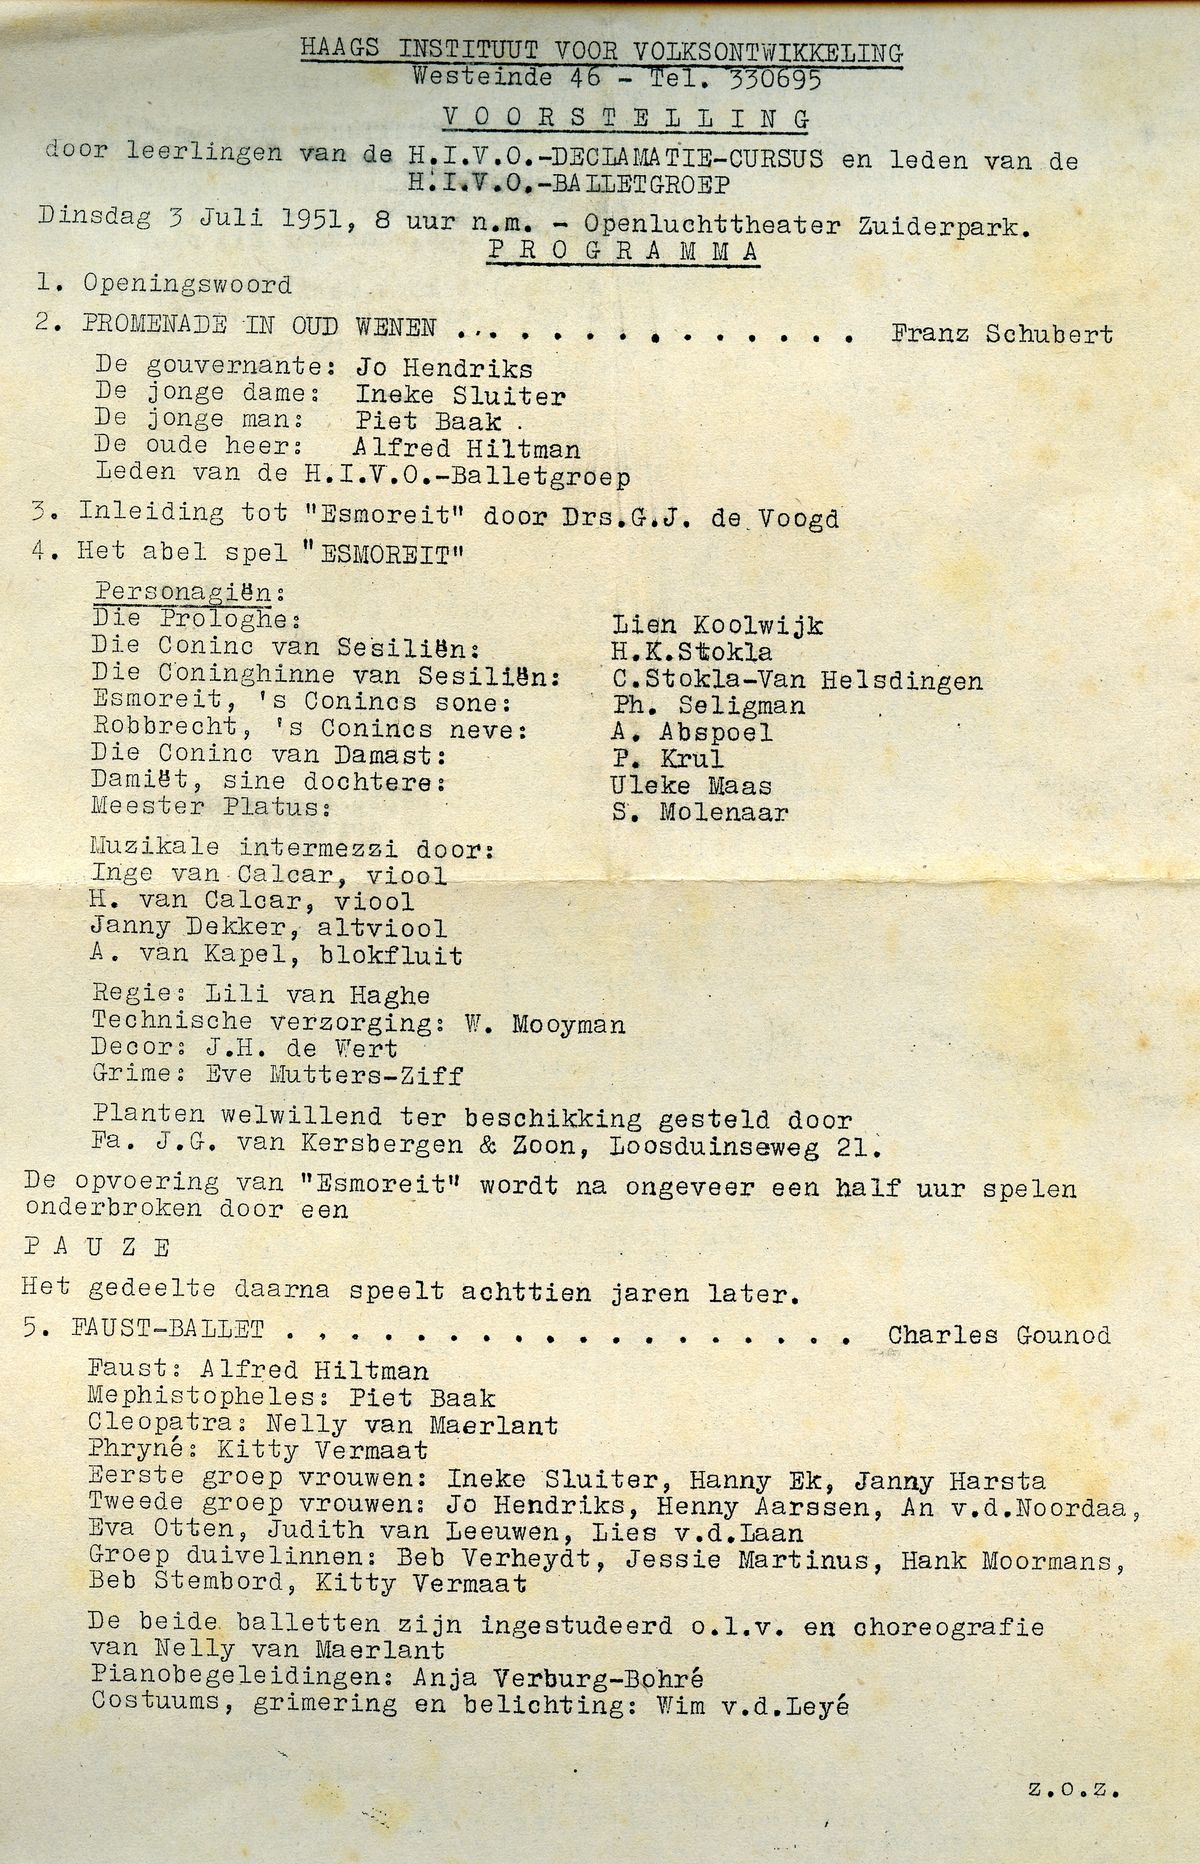 HAAGS INSTITUUT VOOR VOLKSONTWIKKELING
Westeinde 46 - Tel. 330695
V O O R S T E L L I N G
door leerlingen van de H.I.V.O.-DECLAMATIE-CURSUS en leden van de
H.I.V.O.-BALLETGROEP
Dinsdag 3 Juli 1951, 8 uur n.m. - Openluchttheater Zuiderpark.
P R O G R A M M A
1. Openingswoord
2. PROMENADE IN OUD WENEN . . . . . . . . . . . . . . Franz Schubert
De gouvernante: Jo Hendriks
De jonge dame: Ineke Sluiter
De jonge man: Piet Baak
De oude heer: Alfred Hiltman
Leden van de H.I.V.O.-Balletgroep
3. Inleiding tot "Esmoreit" door Drs.G.J. de Voogd
4. Het abel spel "ESMOREIT"
Personagiën:
Die Prologhe: Lien Koolwijk
Die Coninc van Sesiliën: H.K.Stokla
Die Coninghinne van Sesiliën: C.Stokla-Van Helsdingen
Esmoreit, 's Conincs sone: Ph. Seligman
Robbrecht, 's Conincs neve: A. Abspoel
Die Coninc van Damast: P. Krul
Damiët, sine dochtere: Uleke Maas
Meester Platus: S. Molenaar
Muzikale intermezzi door:
Inge van Calcar, viool
H. van Calcar, viool
Janny Dekker, altviool
A. van Kapel, blokfluit
Regie: Lili van Haghe
Technische verzorging: W. Mooyman
Decor: J.H. de Wert
Grime: Eve Mutters-Ziff
Planten welwillend ter beschikking gesteld door
Fa. J.G. van Kersbergen & Zoon, Loosduinseweg 21.
De opvoering van "Esmoreit" wordt na ongeveer een half uur spelen
onderbroken door een
P A U Z E
Het gedeelte daarna speelt achttien jaren later.
5. FAUST-BALLET . . . . . . . . . . . . . . . . . . Charles Gounod
Faust: Alfred Hiltman
Mephistopheles: Piet Baak
Cleopatra: Nelly van Maerlant
Phryné: Kitty Vermaat
Eerste groep vrouwen: Ineke Sluiter, Hanny Ek, Janny Harsta
Tweede groep vrouwen: Jo Hendriks, Henny Aarssen, An v.d.Noordaa,
Eva Otten, Judith van Leeuwen, Lies v.d.Laan
Groep duivelinnen: Beb Verheydt, Jessie Martinus, Hank Moormans,
Beb Stembord, Kitty Vermaat
De beide balletten zijn ingestudeerd o.l.v. en choreografie
van Nelly van Maerlant
Pianobegeleidingen: Anja Verburg-Bohré
Costuums, grimering en belichting: Wim v.d.Leyé
z.o.z.